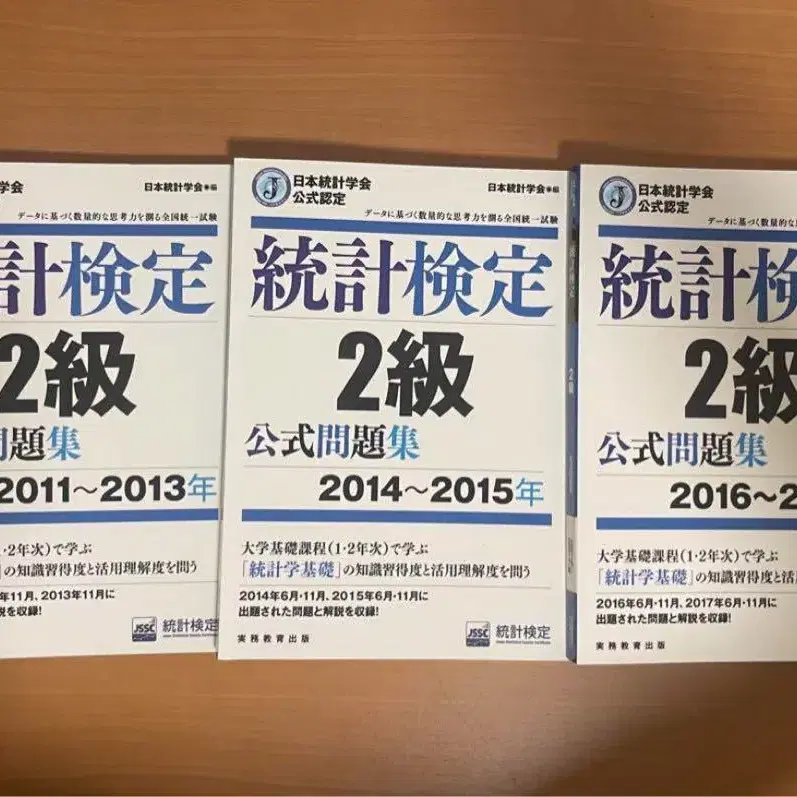 学会
日本統計学会●編
データに基づく数量的な思考力を測る全国統一試験
計検定
2級
問題集
2011〜2013年
1・2年次）で学ぶ
」の知識習得度と活用理解度を問う
年11月、2013年11月に
説を収録!
JSSC 統計検定
日本統計学会
公式認定
日本統計学会●編
データに基づく数量的な思考力を測る全国統一試験
統計検定
2級
公式問題集
2014〜2015年
大学基礎課程（1・2年次）で学ぶ
「統計学基礎」の知識習得度と活用理解度を問う
2014年6月・11月、2015年6月・11月に
出題された問題と解説を収録!
実務教育出版
JSSC 統計検定
統計検定
2級
日本統計学会
公式認定
データに基づく数量的な思
統計検
2級
公式問題集
2016〜2
大学基礎課程（1・2年次）で学ぶ
「統計学基礎」の知識習得度と活
2016年6月・11月、2017年6月・11月に
出題された問題と解説を収録!
実務教育出版